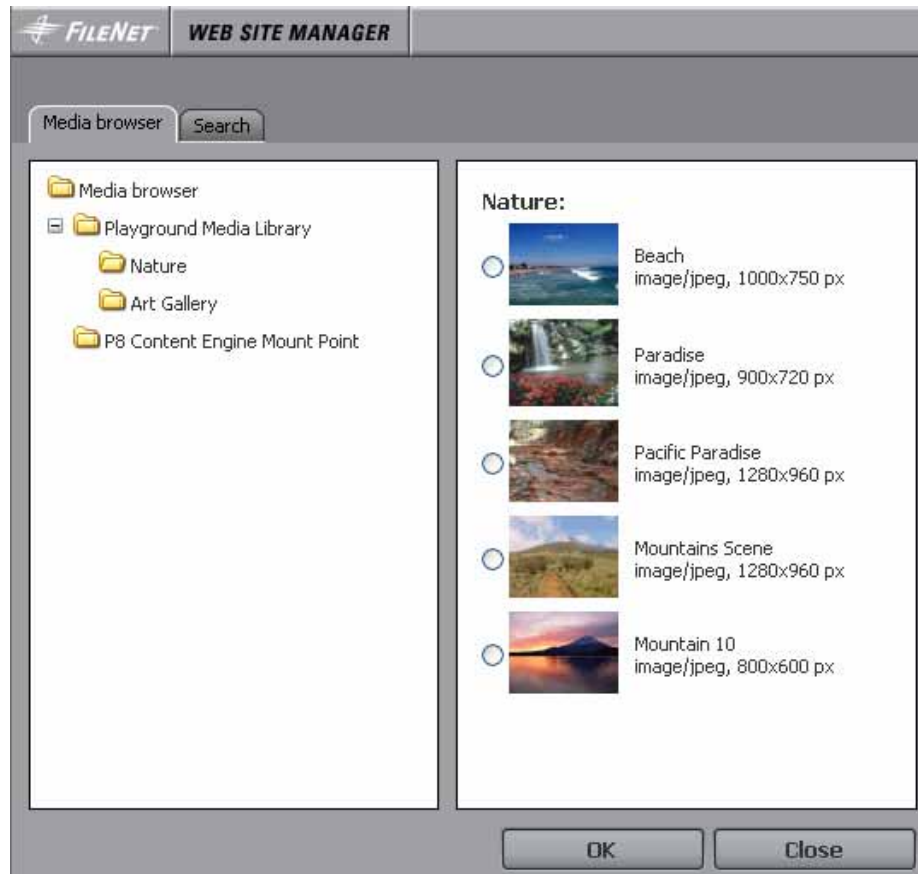 FILENET WEB SITE MANAGER
Media browser Search
Media browser
Playground Media Library
Nature
Art Gallery
P8 Content Engine Mount Point
Nature:
Beach
image/jpeg, 1000x750 px
Paradise
image/jpeg, 900x720 px
Pacific Paradise
image/jpeg, 1280x960 px
Mountains Scene
image/jpeg, 1280x960 px
Mountain 10
image/jpeg, 800x600 px
OK Close